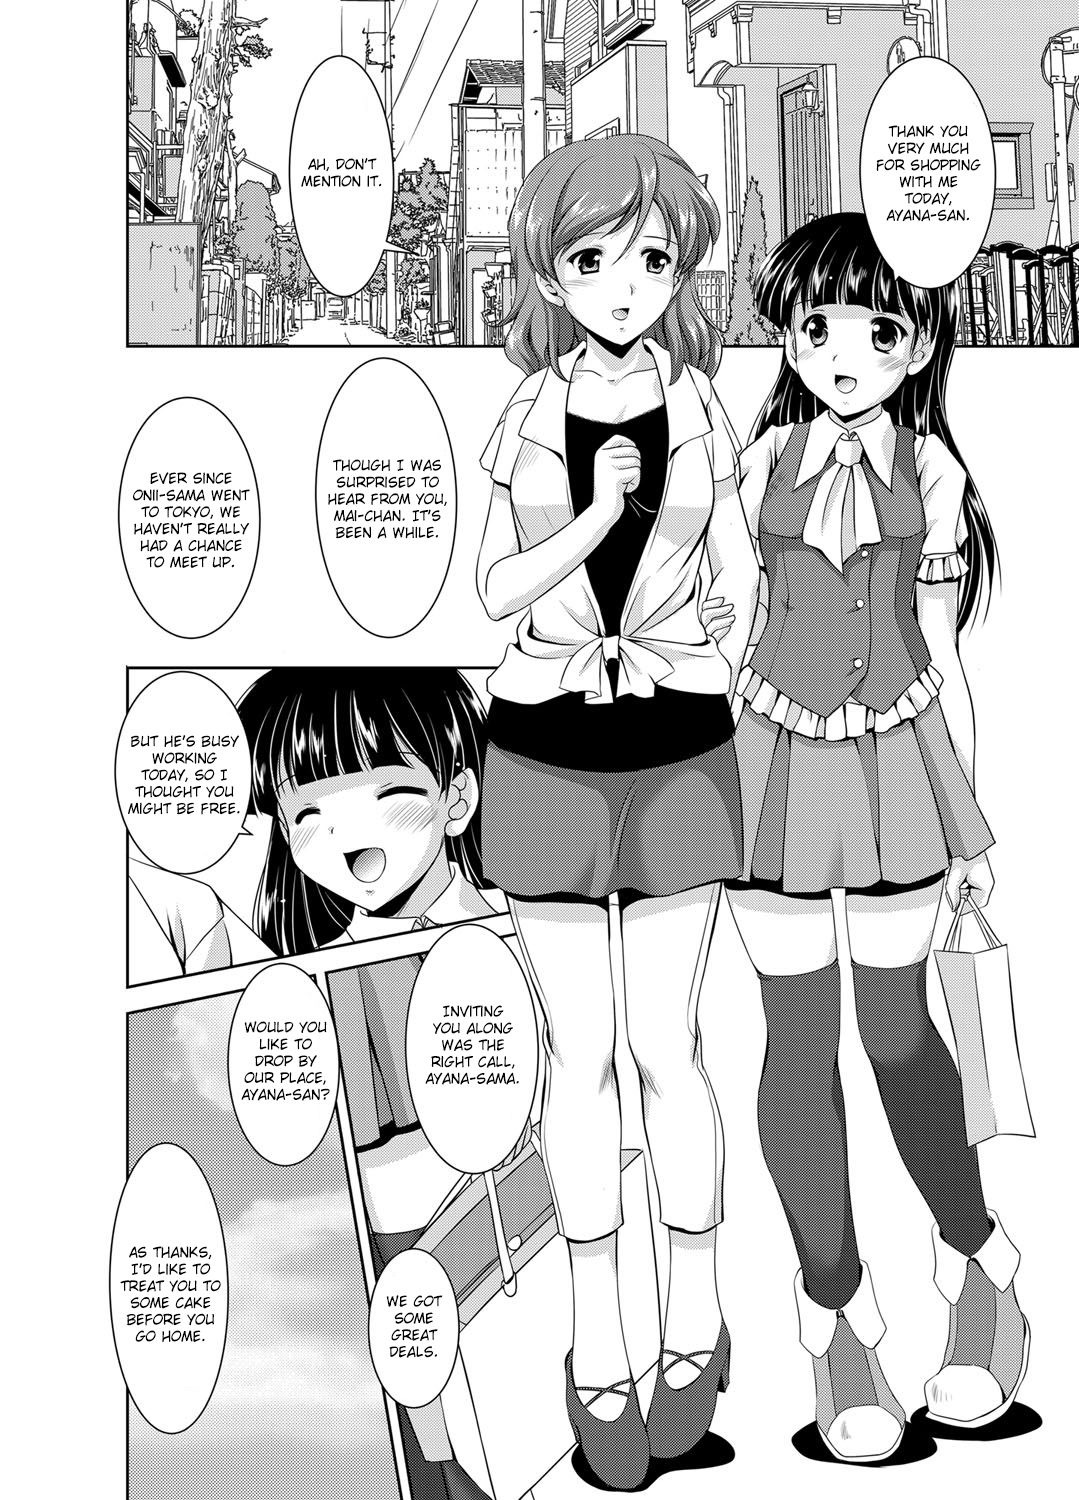 THANK YOU
VERY MUCH
FOR SHOPPING
WITH ME
TODAY,
AYANA-SAN.
AH, DON'T
MENTION IT.
THOUGH I WAS
SURPRISED TO
HEAR FROM YOU,
MAI-CHAN. IT'S
BEEN A WHILE.
EVER SINCE
ONII-SAMA WENT
TO TOKYO, WE
HAVEN'T REALLY
HAD A CHANCE
TO MEET UP.
BUT HE'S BUSY
WORKING
TODAY, SO I
THOUGHT YOU
MIGHT BE FREE.
INVITING
YOU ALONG
WAS THE
RIGHT CALL,
AYANA-SAMA.
WE GOT
SOME
GREAT
DEALS.
WOULD YOU
LIKE TO
DROP BY
OUR PLACE,
AYANA-SAN?
AS THANKS,
I'D LIKE TO
TREAT YOU TO
SOME CAKE
BEFORE YOU
GO HOME.